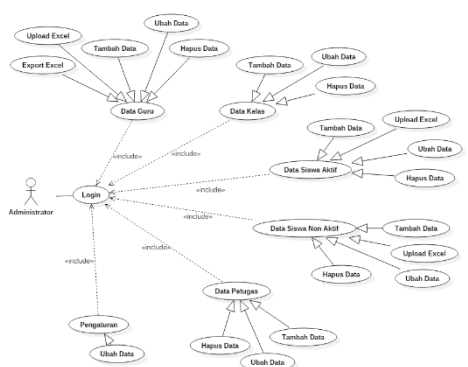 Ubah Data
Upload Excel
Tambah Data
Hapus Data
Export Excel
Data Guru
Ubah Data
Tambah Data
Hapus Data
Data Kelas
Upload Excel
Tambah Data
Ubah Data
Data Siswa Aktif
Hapus Data
«include»
«include»
«include»
Login
Administrator
«include»
Data Siswa Non Aktif
Tambah Data
Upload Excel
Hapus Data
Ubah Data
«include»
«include»
Data Petugas
Pengaturan
Ubah Data
Hapus Data
Tambah Data
Ubah Data